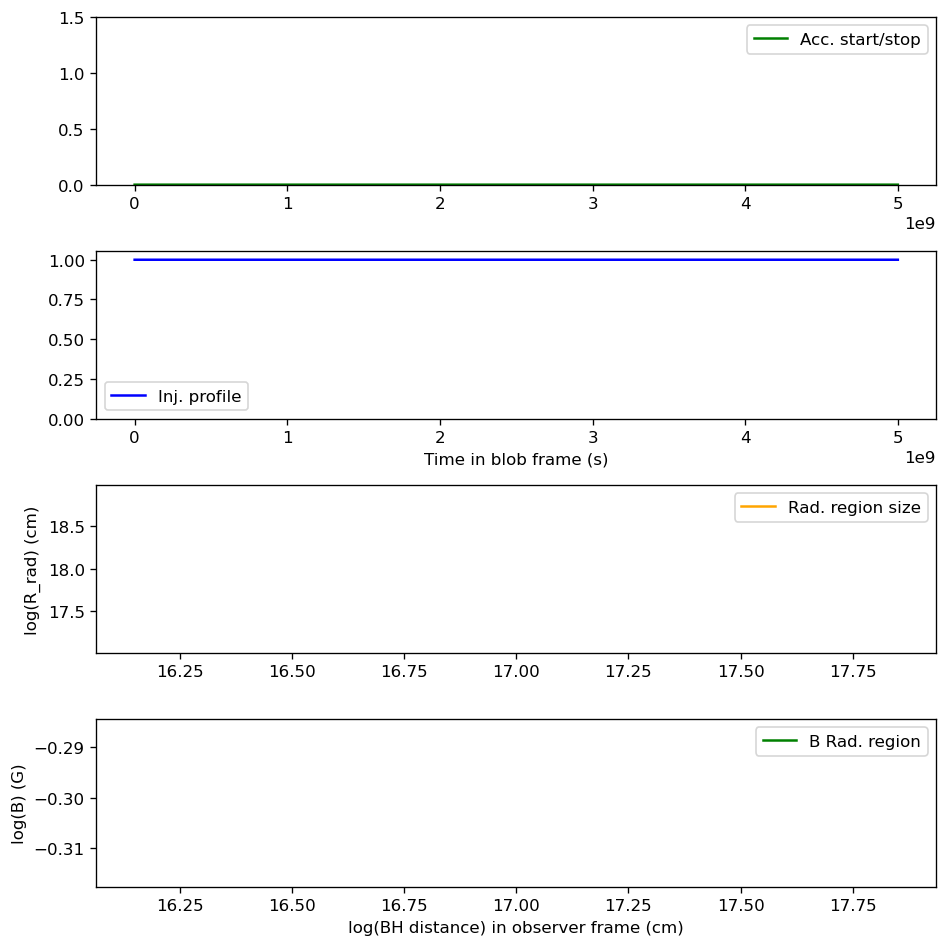 1.5
Acc. start/stop
1.0
0.5
0.0
0 1 2 3 4 5
1e9
1.00
0.75
0.50
0.25
Inj. profile
0.00
0 1 2 3 4 5
Time in blob frame (s)
1e9
log(R_rad) (cm)
Rad. region size
18.5
18.0
17.5
16.25 16.50 16.75 17.00 17.25 17.50 17.75
log(B) (G)
B Rad. region
−0.29
−0.30
−0.31
16.25 16.50 16.75 17.00 17.25 17.50 17.75
log(BH distance) in observer frame (cm)